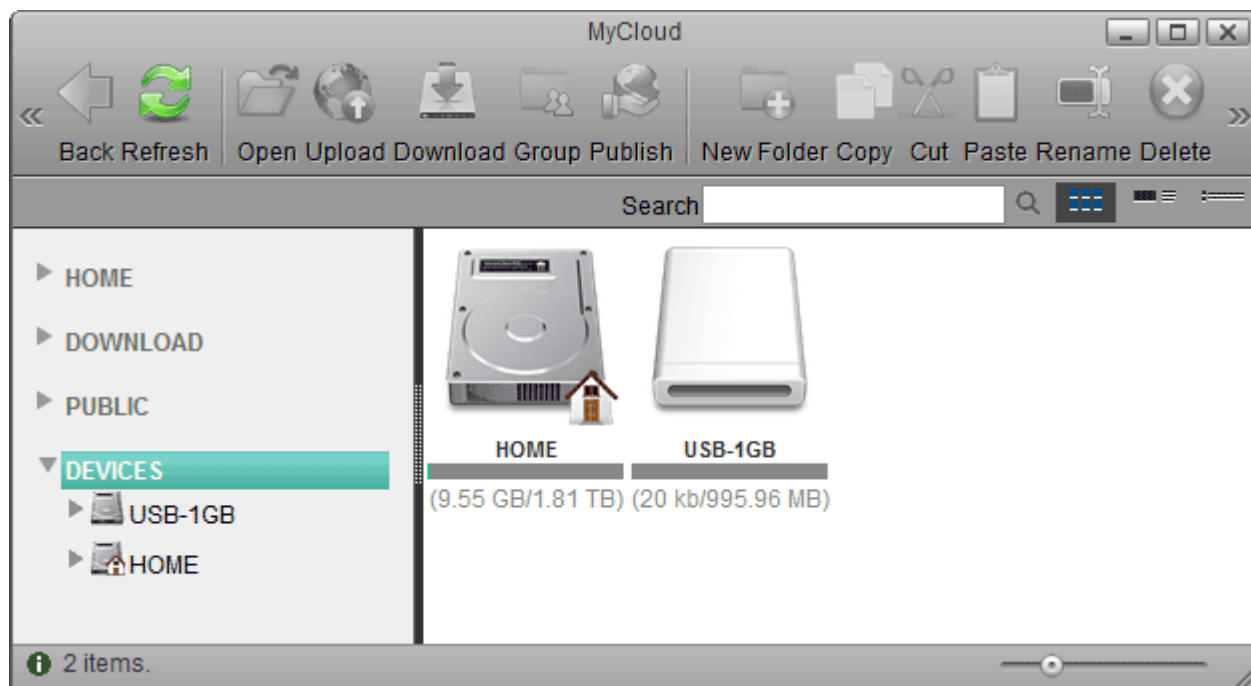 MyCloud
Back Refresh Open Upload Download Group Publish New Folder Copy Cut Paste Rename Delete
Search
HOME
DOWNLOAD
PUBLIC
DEVICES
USB-1GB
HOME
HOME USB-1GB
(9.55 GB/1.81 TB) (20 kb/995.96 MB)
2 items.